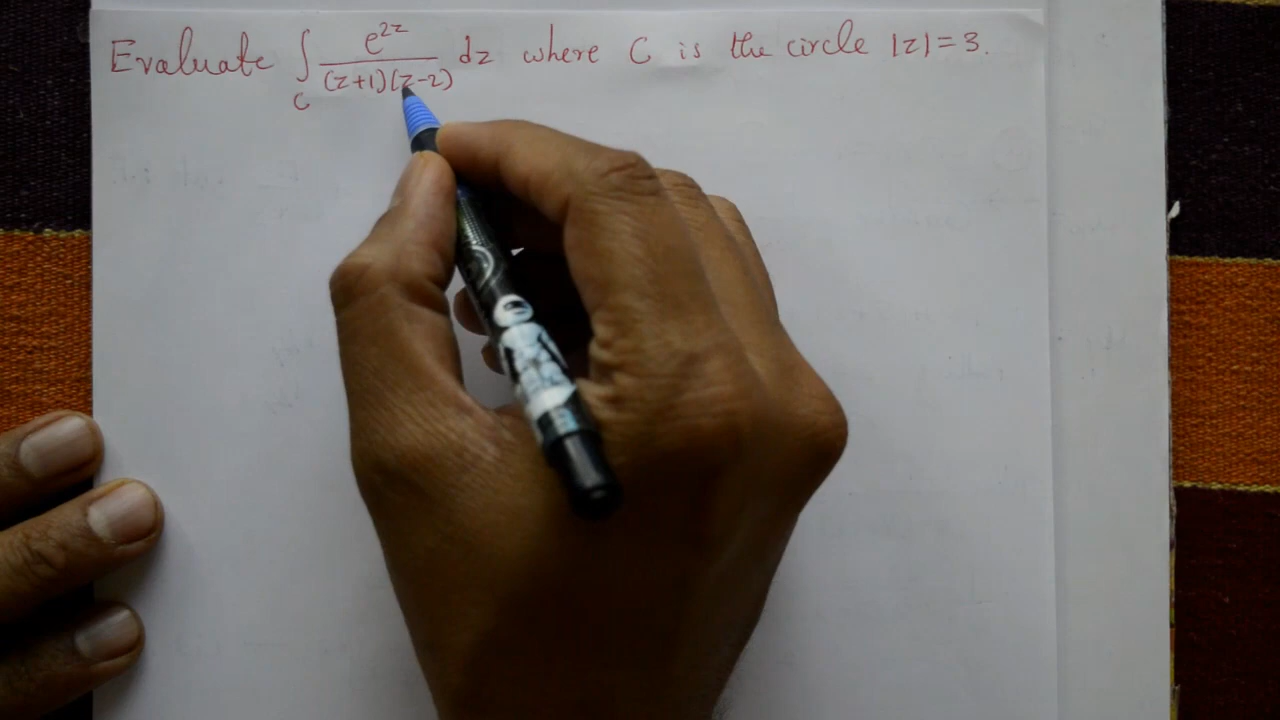 Evaluate ∫_C e^{2z}/((z+1)(z-2)) dz where C is the circle |z|=3.